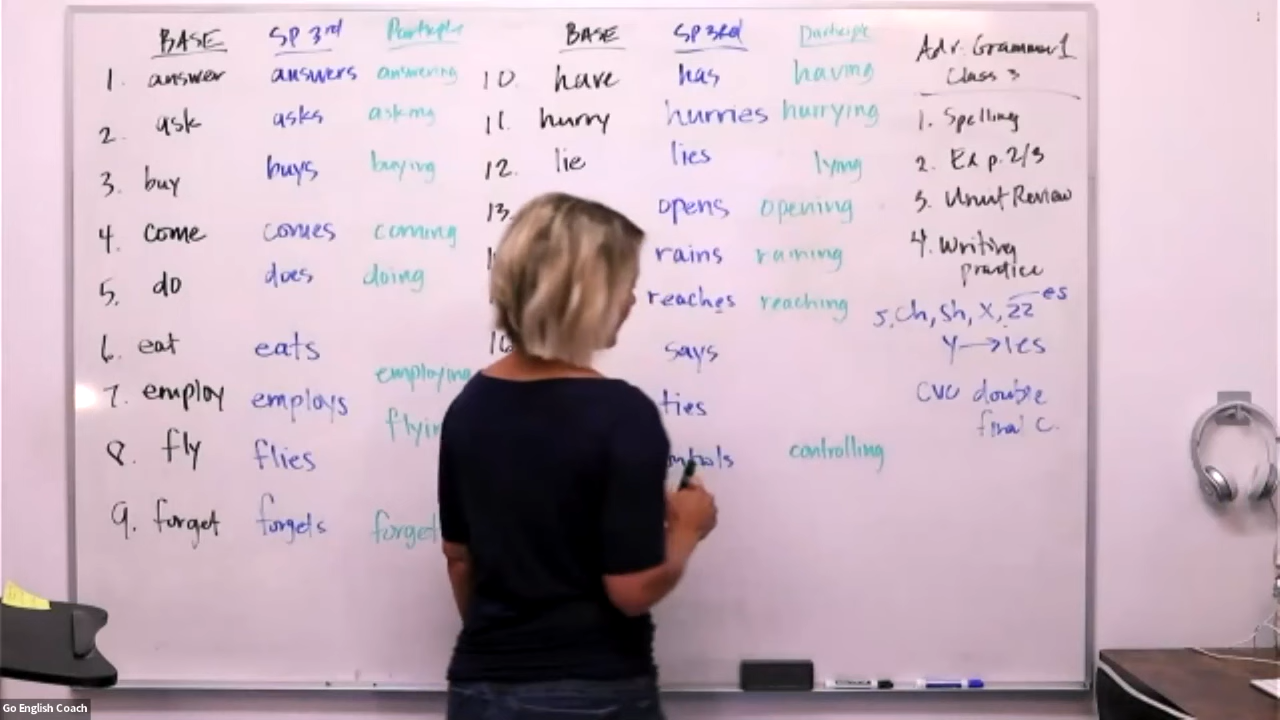 BASE SP 3rd Participle
1. answer answers answering
2. ask asks asking
3. buy buys buying
4. come comes coming
5. do does doing
6. eat eats
7. employ employs employing
8. fly flies
9. forget forgets
BASE SP 3rd Participle
10. have has having
11. hurry hurries hurrying
12. lie lies lying
13. opens opening
rains raining
reaches reaching
16 says
ties
controlling
Adv. Grammar 1
Class 3
1. Spelling
2. Ex p. 2/3
3. Unit Review
4. Writing
practice
s, ch, sh, x, zz es
y → ies
CVC double
final c.
Go English Coach